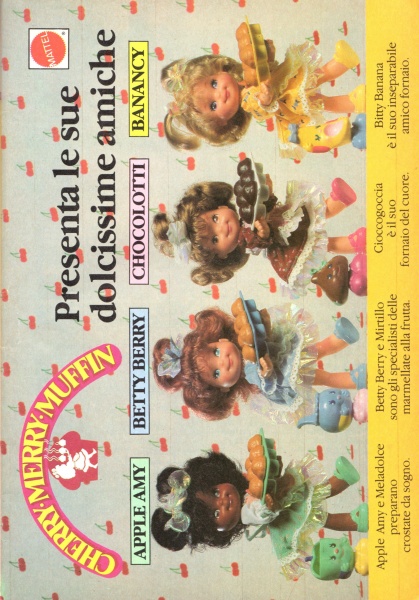 MATTEL
CHERRY·MERRY·MUFFIN
Presenta le sue
dolcissime amiche
APPLE AMY
BETTY BERRY
CHOCOLOTTI
BANANCY
Apple Amy e Meladolce
preparano
crostate da sogno.
Betty Berry e Mirtillo
sono gli specialisti delle
marmellate alla frutta.
Cioccogoccia
è il suo
fornaio del cuore.
Bitty Banana
è il suo inseparabile
amico fornaio.